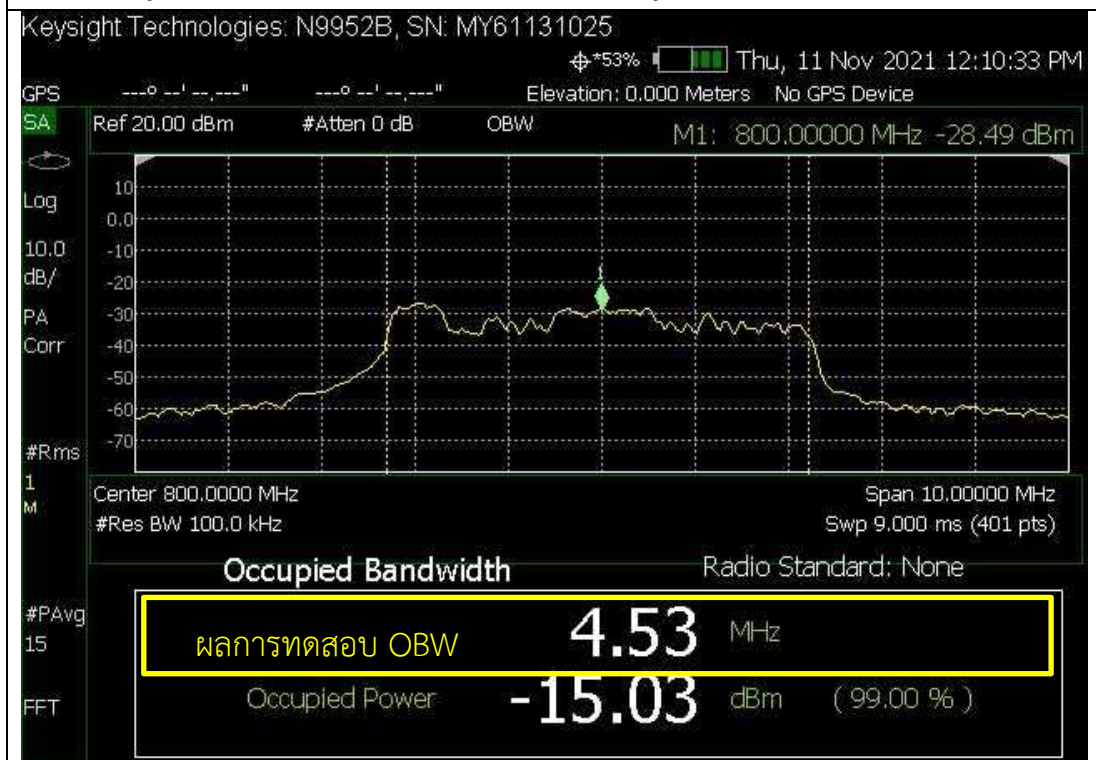 Keysight Technologies: N9952B, SN: MY61131025
*53% Thu, 11 Nov 2021 12:10:33 PM
GPS ---º --' --.---" ---º --' --.---" Elevation: 0.000 Meters No GPS Device
SA Ref 20.00 dBm #Atten 0 dB OBW M1: 800.00000 MHz -28.49 dBm
Log
10.0
dB/
PA
Corr
#Rms
1
M
#PAvg
15
FFT
10
0.0
-10
-20
-30
-40
-50
-60
-70
1
Center 800.0000 MHz Span 10.00000 MHz
#Res BW 100.0 kHz Swp 9.000 ms (401 pts)
Occupied Bandwidth Radio Standard: None
ผลการทดสอบ OBW 4.53 MHz
Occupied Power -15.03 dBm ( 99.00 % )